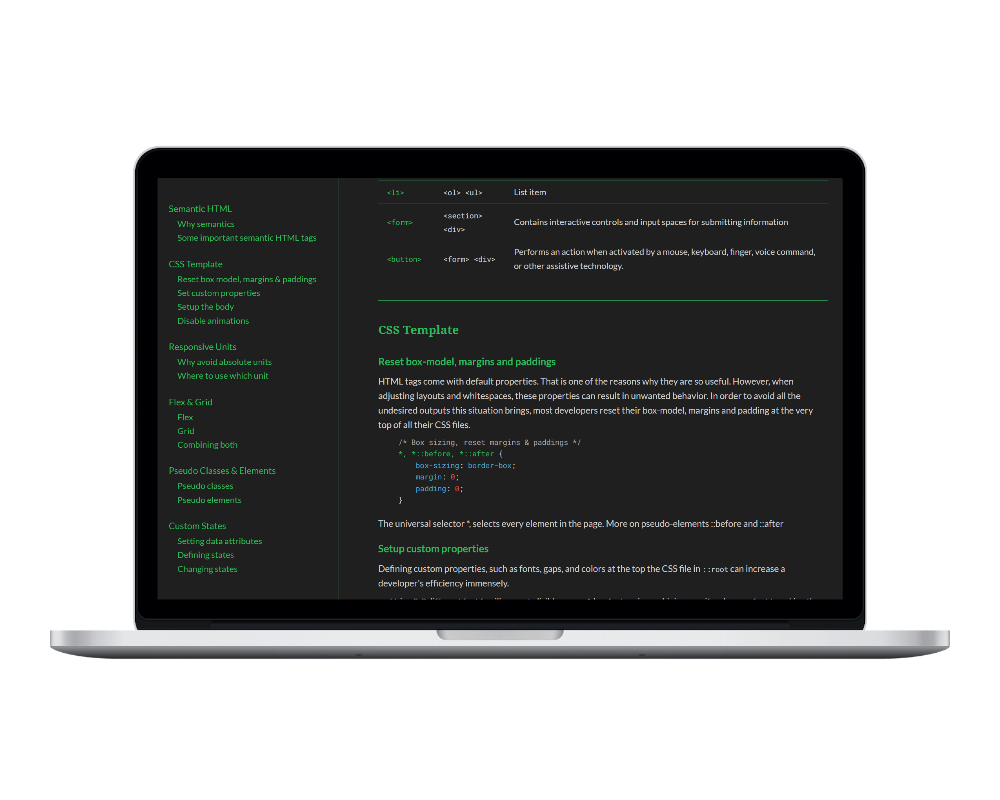 Semantic HTML
Why semantics
Some important semantic HTML tags
CSS Template
Reset box model, margins & paddings
Set custom properties
Setup the body
Disable animations
Responsive Units
Why avoid absolute units
Where to use which unit
Flex & Grid
Flex
Grid
Combining both
Pseudo Classes & Elements
Pseudo classes
Pseudo elements
Custom States
Setting data attributes
Defining states
Changing states
<li> <ol> <ul> List item
<form> <section> <div> Contains interactive controls and input spaces for submitting information
<button> <form> <div> Performs an action when activated by a mouse, keyboard, finger, voice command,
or other assistive technology.
CSS Template
Reset box-model, margins and paddings
HTML tags come with default properties. That is one of the reasons why they are so useful. However, when
adjusting layouts and whitespaces, these properties can result in unwanted behavior. In order to avoid all the
undesired outputs this situation brings, most developers reset their box-model, margins and padding at the very
top of all their CSS files.
/* Box sizing, reset margins & paddings */
*, *::before, *::after {
box-sizing: border-box;
margin: 0;
padding: 0;
}
The universal selector *, selects every element in the page. More on pseudo-elements ::before and ::after
Setup custom properties
Defining custom properties, such as fonts, gaps, and colors at the top the CSS file in ::root can increase a
developer's efficiency immensely.